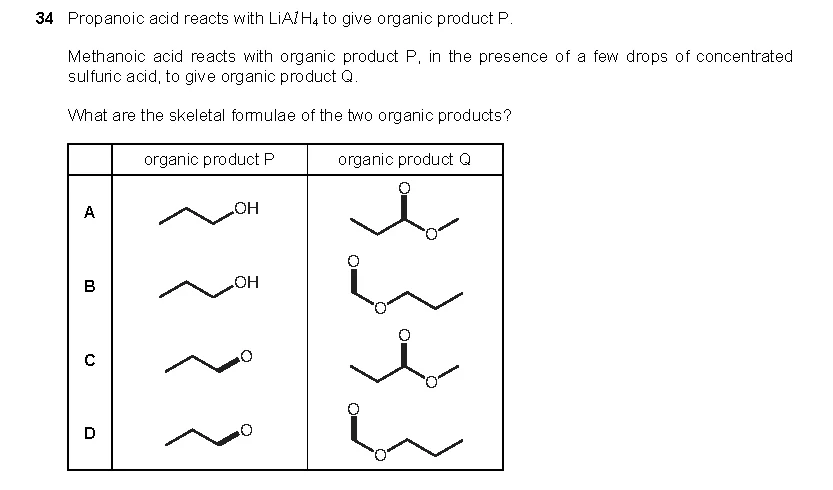 34 Propanoic acid reacts with LiAlH4 to give organic product P.
Methanoic acid reacts with organic product P, in the presence of a few drops of concentrated
sulfuric acid, to give organic product Q.
What are the skeletal formulae of the two organic products?
organic product P organic product Q
A OH O O
B OH O O
C O O O
D O O O